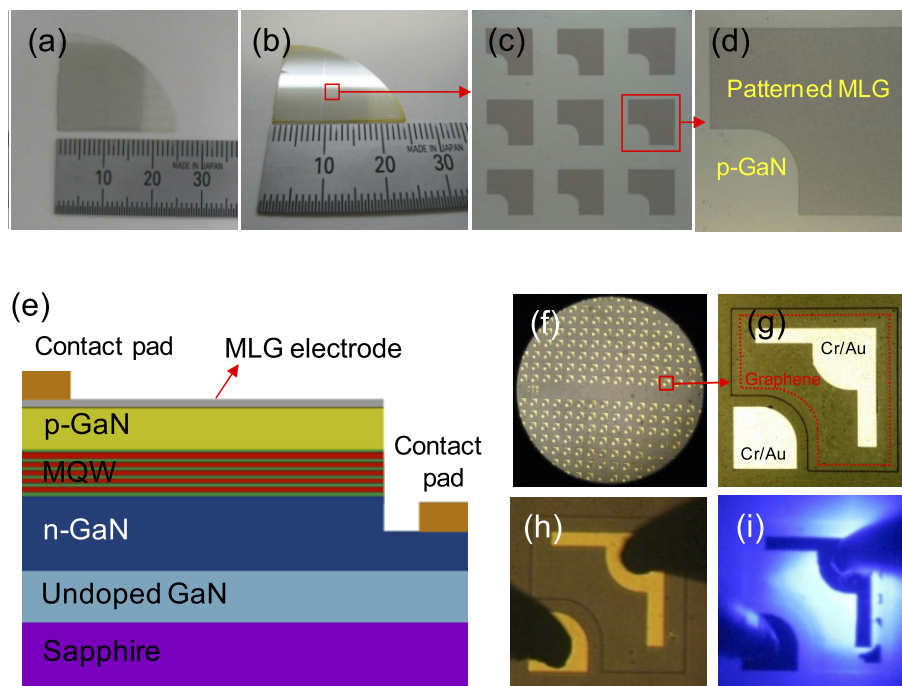 (a)
MADE IN JAPAN
10 20 30
(b)
MADE IN JAPAN
10 20 30
(c)
(d)
Patterned MLG
p-GaN
(e)
Contact pad
MLG electrode
p-GaN
MQW
n-GaN
Undoped GaN
Sapphire
Contact
pad
(f)
(g)
Cr/Au
Graphene
Cr/Au
(h)
(i)